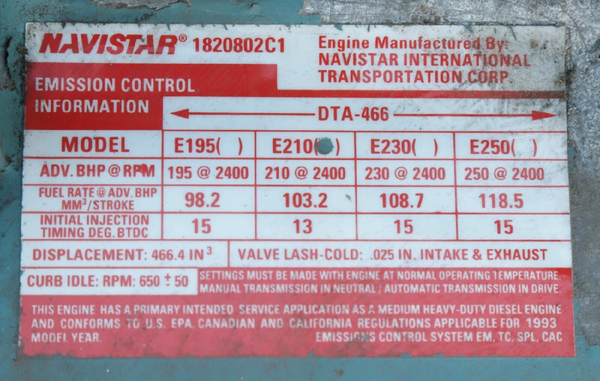 NAVISTAR® 1820802C1
Engine Manufactured By:
NAVISTAR INTERNATIONAL
TRANSPORTATION CORP.
EMISSION CONTROL
INFORMATION
DTA-466
MODEL E195( ) E210( ) E230( ) E250( )
ADV. BHP @ RPM 195 @ 2400 210 @ 2400 230 @ 2400 250 @ 2400
FUEL RATE @ ADV. BHP
MM³/STROKE 98.2 103.2 108.7 118.5
INITIAL INJECTION
TIMING DEG. BTDC 15 13 15 15
DISPLACEMENT: 466.4 IN³ VALVE LASH-COLD: .025 IN. INTAKE & EXHAUST
CURB IDLE: RPM: 650 ± 50
SETTINGS MUST BE MADE WITH ENGINE AT NORMAL OPERATING TEMPERATURE
MANUAL TRANSMISSION IN NEUTRAL / AUTOMATIC TRANSMISSION IN DRIVE.
THIS ENGINE HAS A PRIMARY INTENDED SERVICE APPLICATION AS A MEDIUM HEAVY-DUTY DIESEL ENGINE
AND CONFORMS TO U.S. EPA, CANADIAN AND CALIFORNIA REGULATIONS APPLICABLE FOR 1993
MODEL YEAR. EMISSIONS CONTROL SYSTEM EM, TC, SPL, CAC